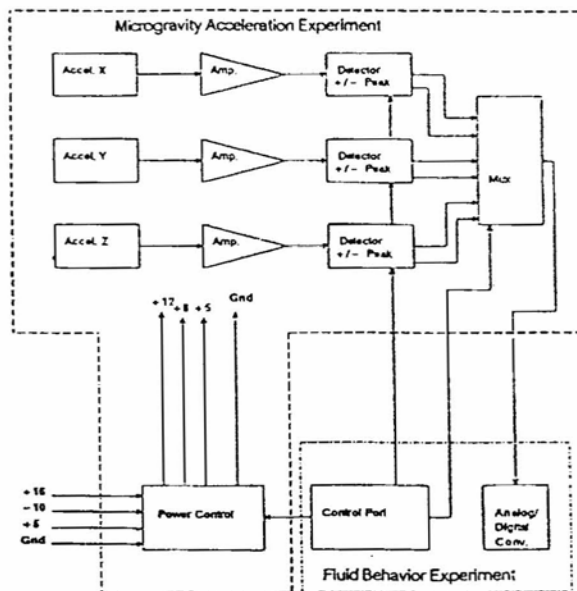 Microgravity Acceleration Experiment
Accel. X
Amp.
Detector
+/- Peak
Accel. Y
Amp.
Detector
+/- Peak
Mux
Accel. Z
Amp.
Detector
+/- Peak
+12
+8
+5
Gnd
+15
-10
+5
Gnd
Power Control
Control Port
Analog/
Digital
Conv.
Fluid Behavior Experiment